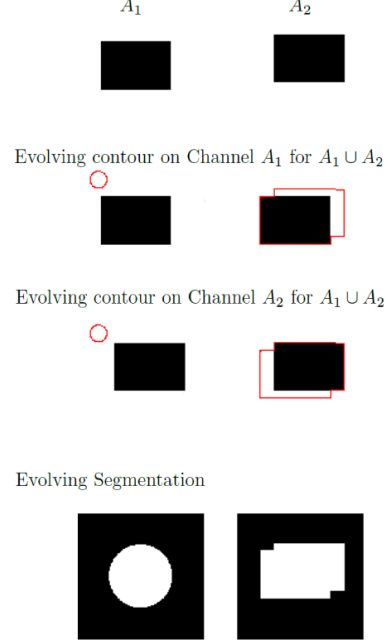 A₁ A₂
Evolving contour on Channel A₁ for A₁ ∪ A₂
Evolving contour on Channel A₂ for A₁ ∪ A₂
Evolving Segmentation